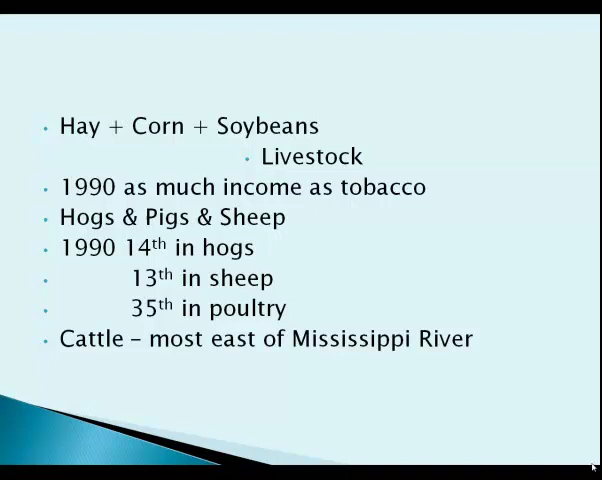 Hay + Corn + Soybeans
Livestock
1990 as much income as tobacco
Hogs & Pigs & Sheep
1990 14th in hogs
13th in sheep
35th in poultry
Cattle – most east of Mississippi River